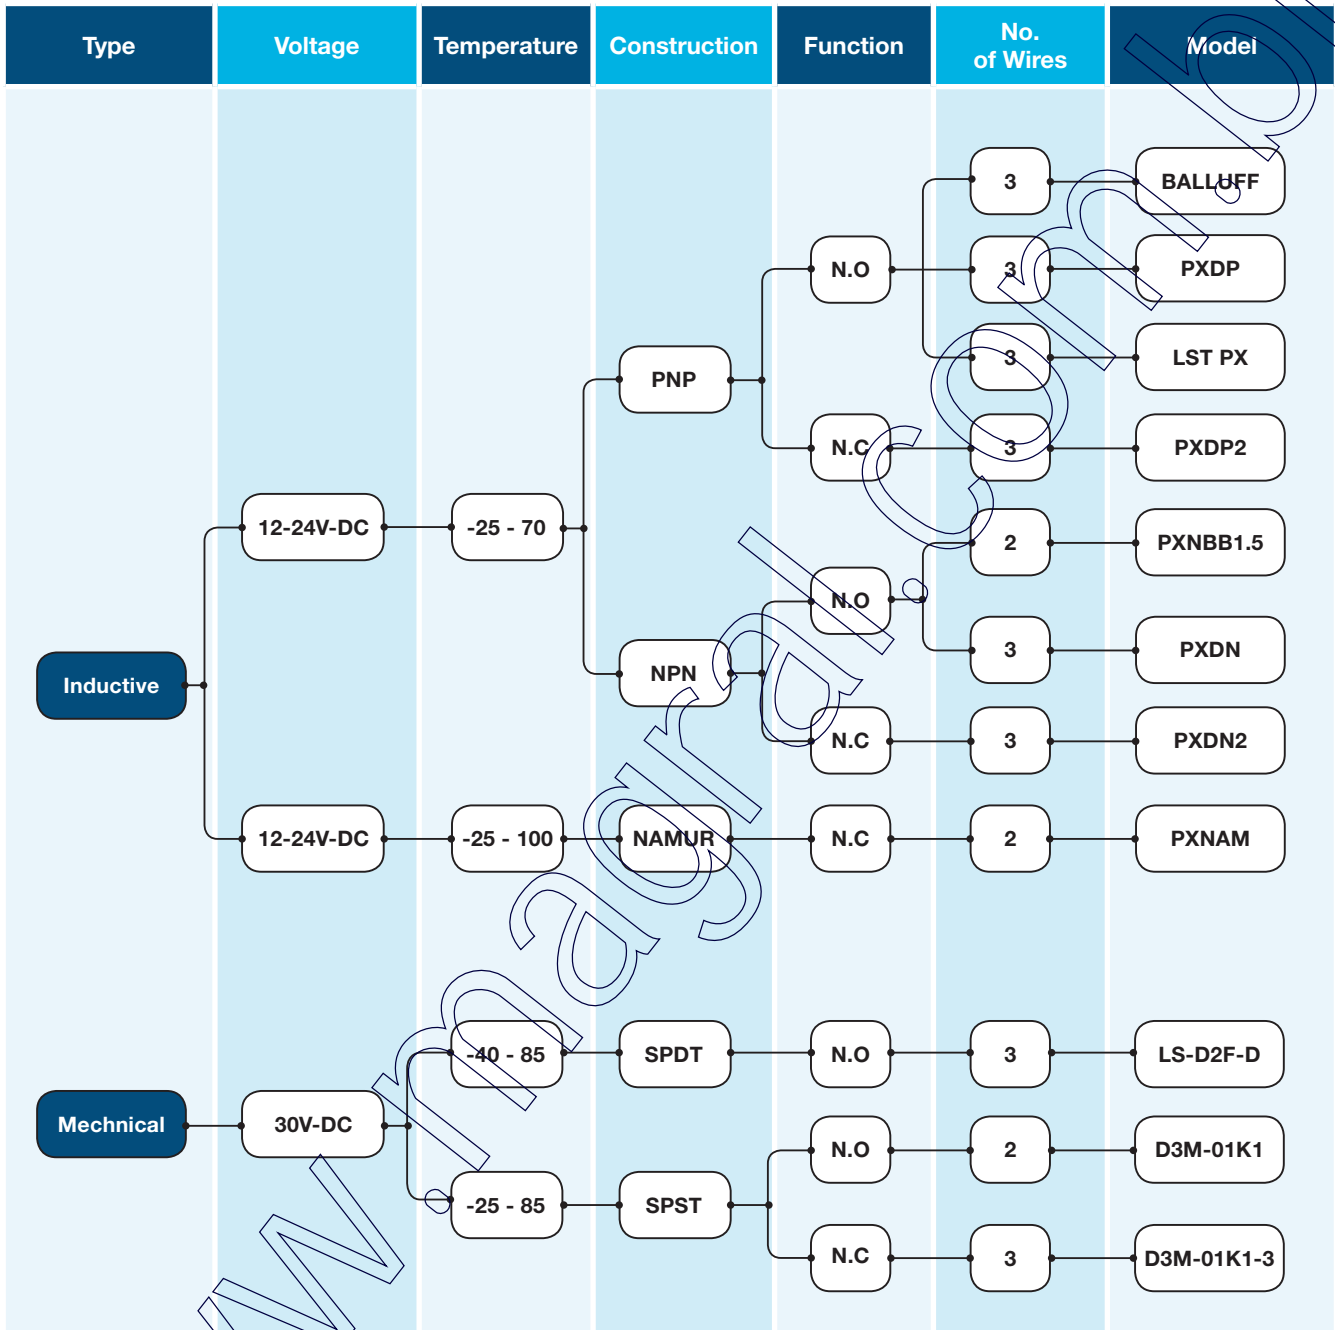 Type
Voltage
Temperature
Construction
Function
No.
of Wires
Model
3
BALLUFF
N.O
3
PXDP
3
LST PX
PNP
N.C
3
PXDP2
12-24V-DC
-25 - 70
2
PXNBB1.5
N.O
3
PXDN
Inductive
NPN
N.C
3
PXDN2
12-24V-DC
-25 - 100
NAMUR
N.C
2
PXNAM
-40 - 85
SPDT
N.O
3
LS-D2F-D
Mechnical
30V-DC
N.O
2
D3M-01K1
-25 - 85
SPST
N.C
3
D3M-01K1-3